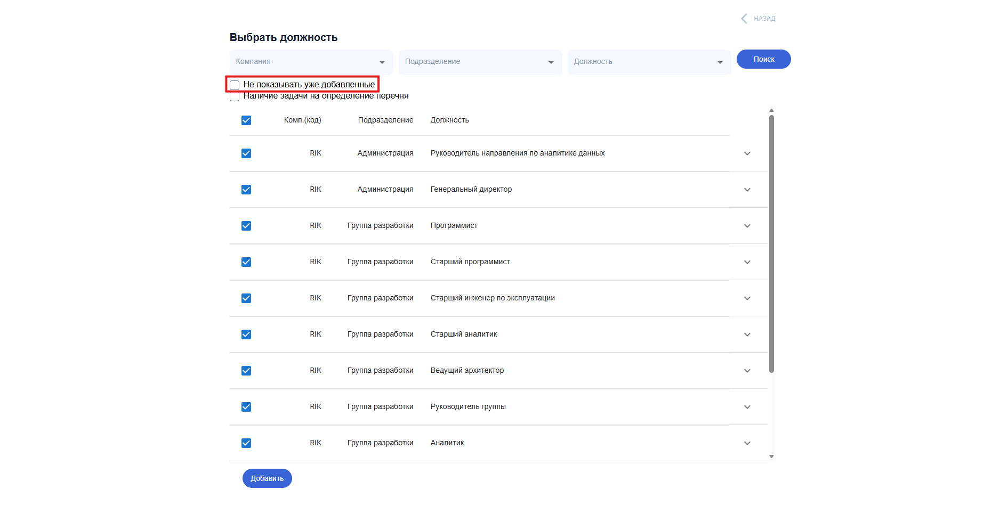 НАЗАД
Выбрать должность
Компания Подразделение Должность Поиск
Не показывать уже добавленные
Наличие задачи на определение перечня
Комп.(код) Подразделение Должность
RIK Администрация Руководитель направления по аналитике данных
RIK Администрация Генеральный директор
RIK Группа разработки Программист
RIK Группа разработки Старший программист
RIK Группа разработки Старший инженер по эксплуатации
RIK Группа разработки Старший аналитик
RIK Группа разработки Ведущий архитектор
RIK Группа разработки Руководитель группы
RIK Группа разработки Аналитик
Добавить